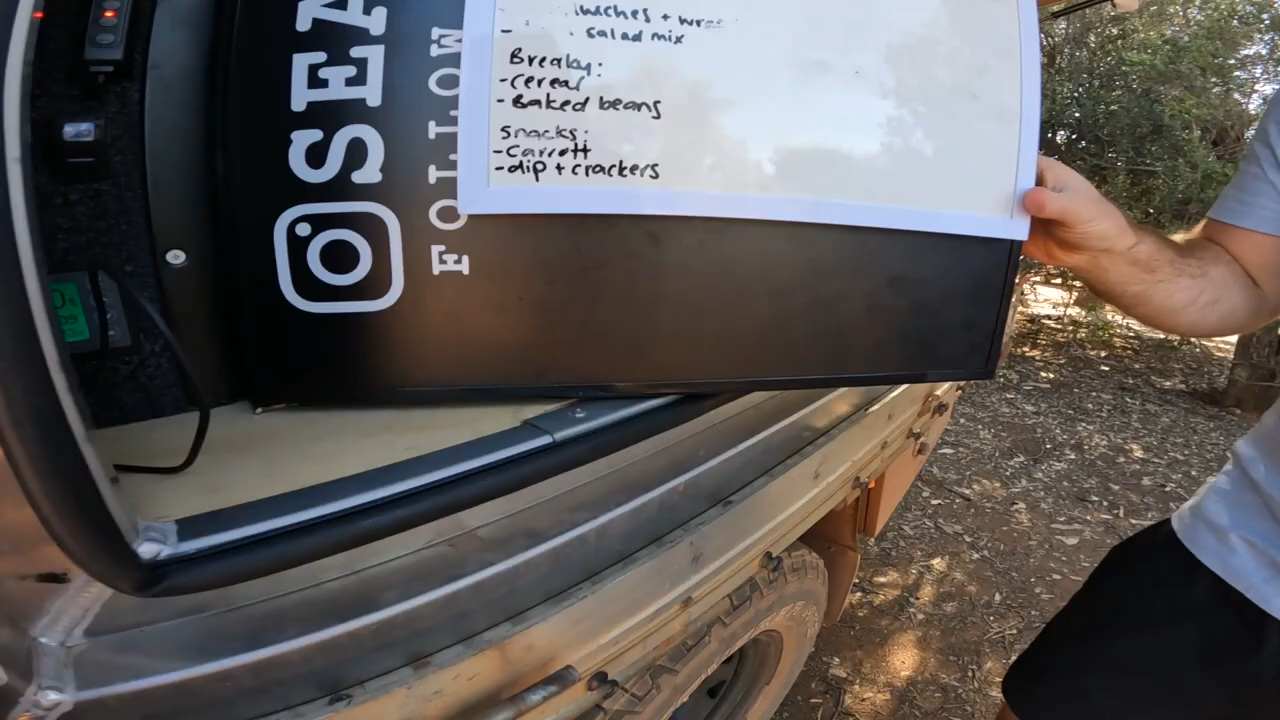 salad mix
Breaky:
-cereal
-Baked beans
Snacks:
-Carrott
-dip + crackers
SEA
FOLLOW